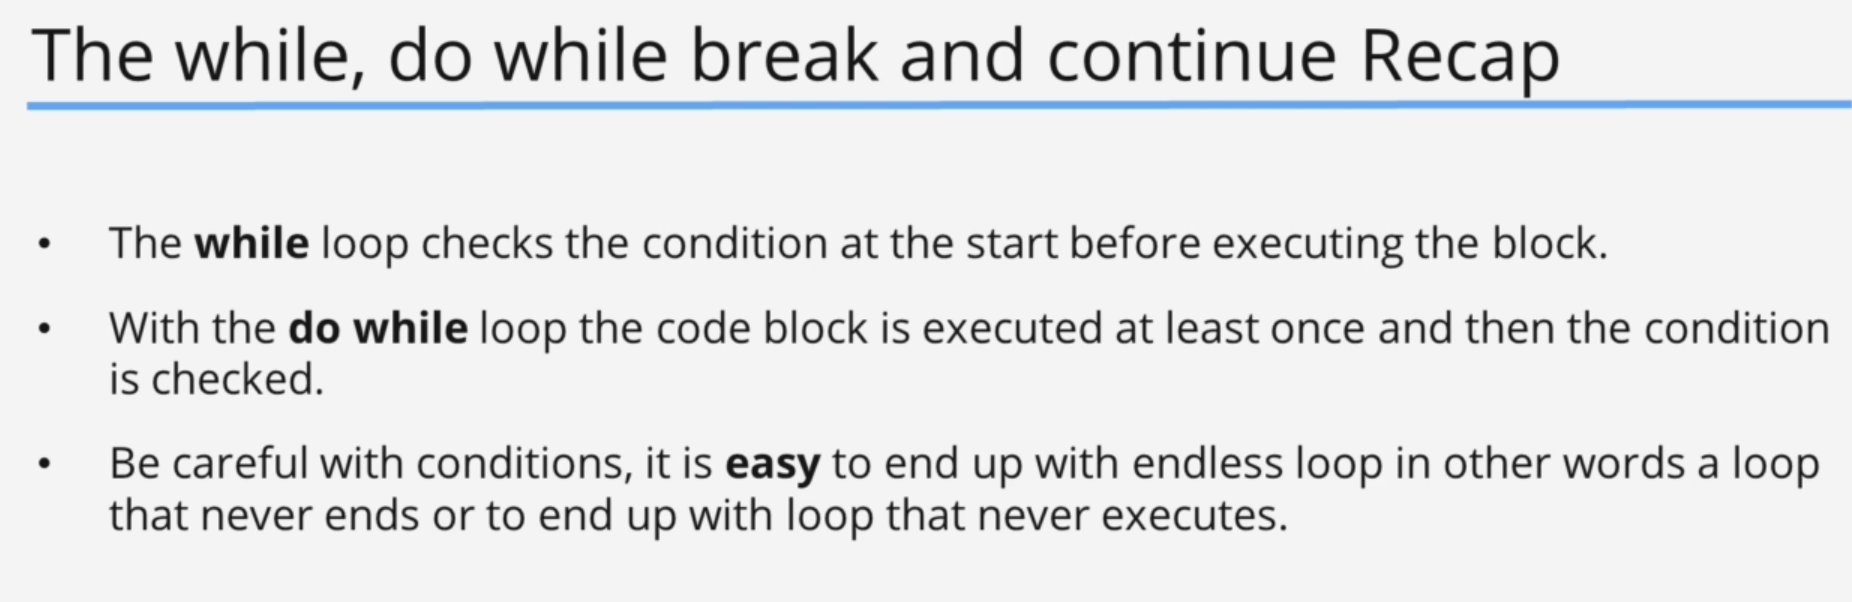 The while, do while break and continue Recap
• The while loop checks the condition at the start before executing the block.
• With the do while loop the code block is executed at least once and then the condition
is checked.
• Be careful with conditions, it is easy to end up with endless loop in other words a loop
that never ends or to end up with loop that never executes.